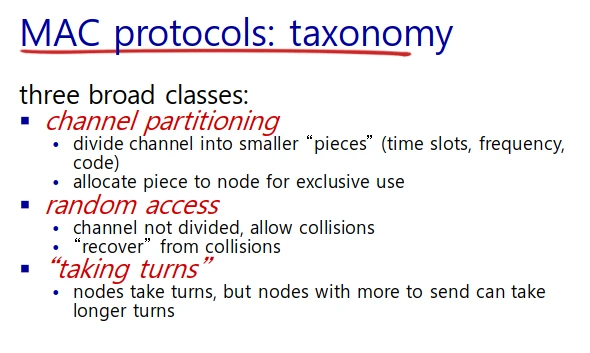 MAC protocols: taxonomy
three broad classes:
▪ channel partitioning
• divide channel into smaller “pieces” (time slots, frequency,
code)
• allocate piece to node for exclusive use
▪ random access
• channel not divided, allow collisions
• “recover” from collisions
▪ “taking turns”
• nodes take turns, but nodes with more to send can take
longer turns